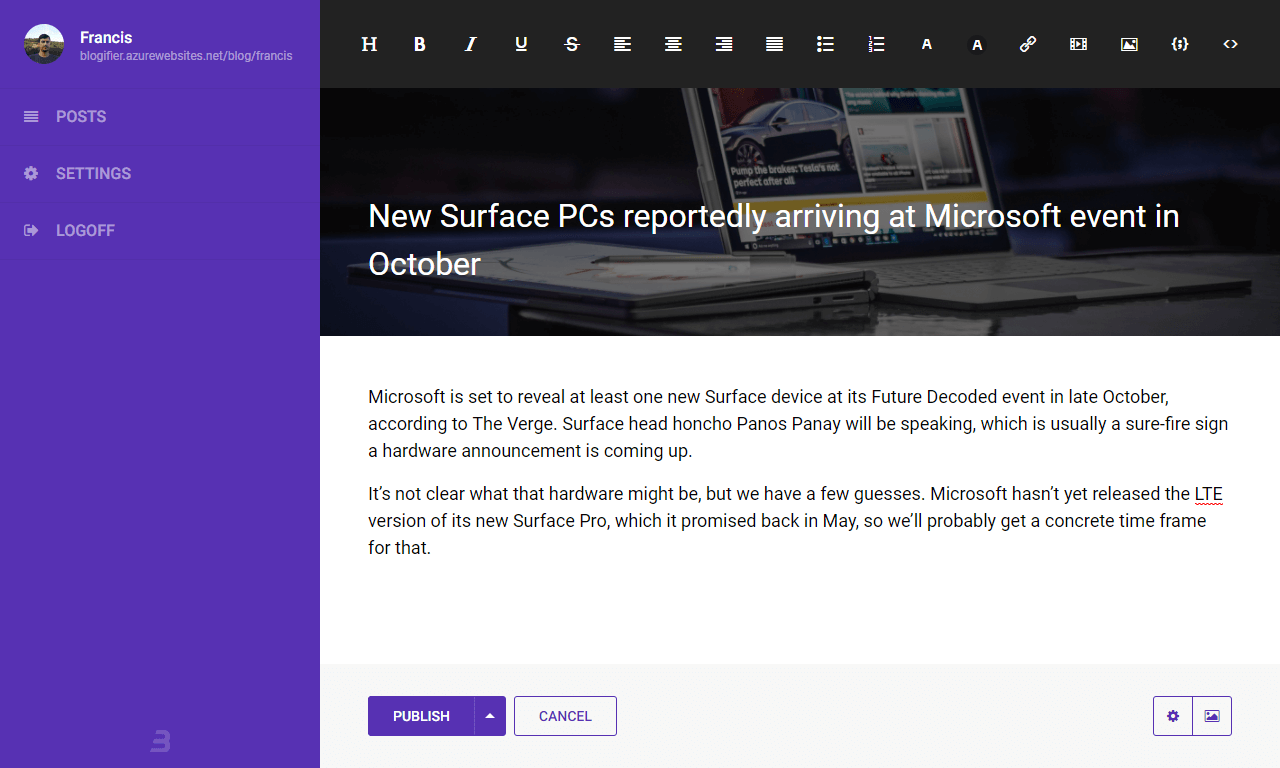 Francis
blogifier.azurewebsites.net/blog/francis
POSTS
SETTINGS
LOGOFF
H B I U S A A
Pump the brakes: Tesla's not
perfect after all
New Surface PCs reportedly arriving at Microsoft event in
October
Microsoft is set to reveal at least one new Surface device at its Future Decoded event in late October,
according to The Verge. Surface head honcho Panos Panay will be speaking, which is usually a sure-fire sign
a hardware announcement is coming up.
It’s not clear what that hardware might be, but we have a few guesses. Microsoft hasn’t yet released the LTE
version of its new Surface Pro, which it promised back in May, so we’ll probably get a concrete time frame
for that.
PUBLISH
CANCEL